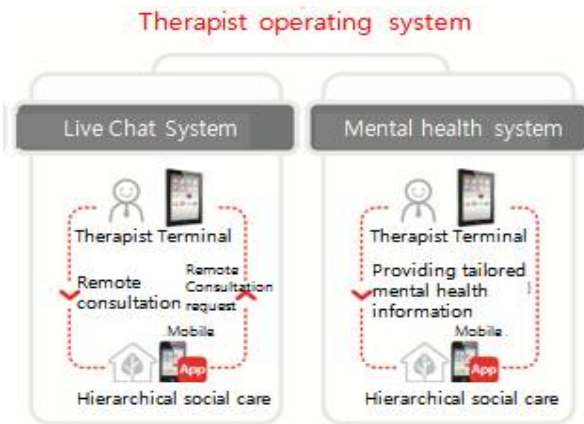 Therapist operating system
Live Chat System
Therapist Terminal
Remote
consultation
Remote
Consultation
request
Mobile
App
Hierarchical social care
Mental health system
Therapist Terminal
Providing tailored
mental health
information
Mobile
App
Hierarchical social care